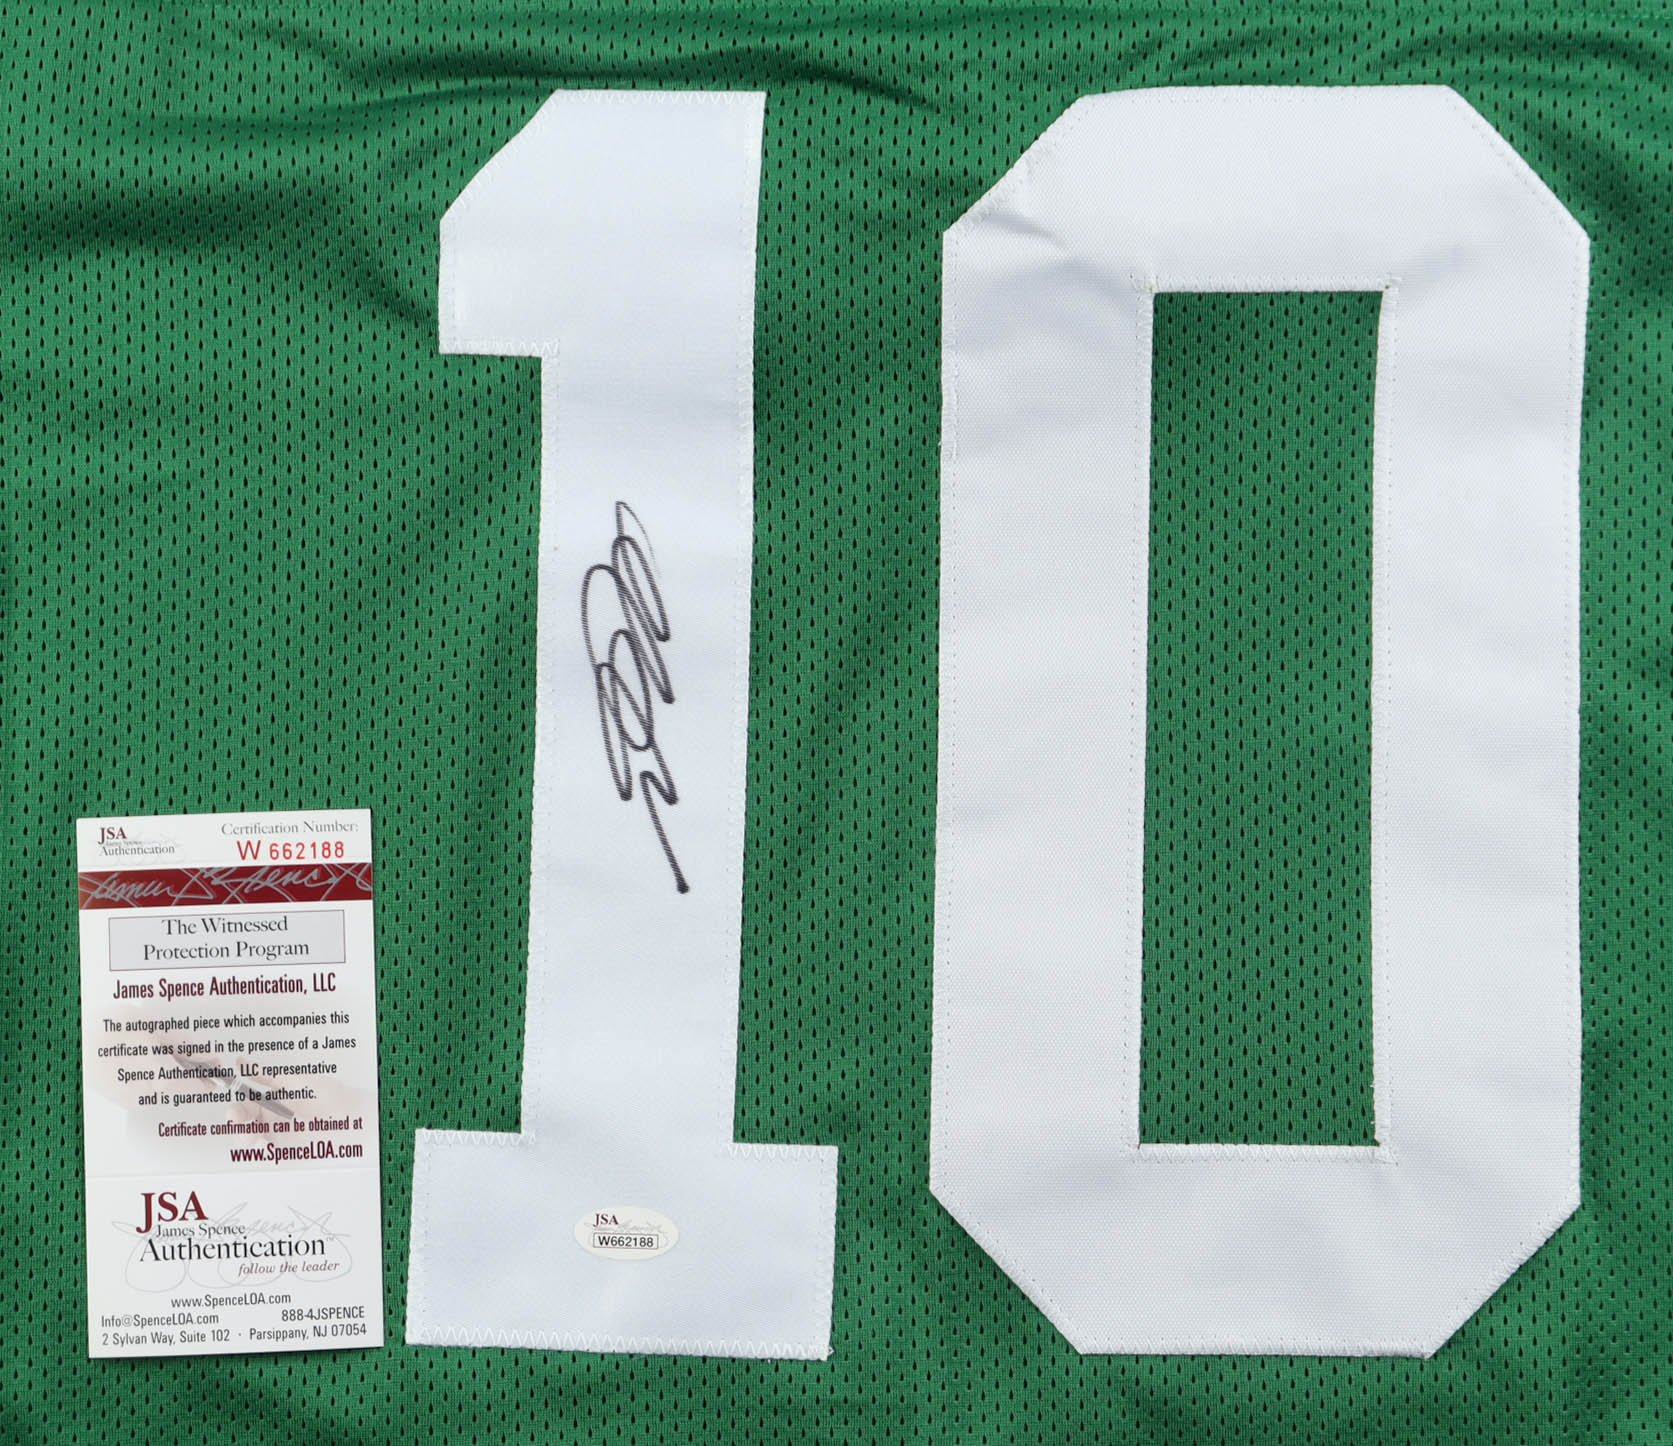 10
JSA
Authentication
Certification Number:
W 662188
The Witnessed
Protection Program
James Spence Authentication, LLC
The autographed piece which accompanies this
certificate was signed in the presence of a James
Spence Authentication, LLC representative
and is guaranteed to be authentic.
Certificate confirmation can be obtained at
www.SpenceLOA.com
JSA
James Spence
Authentication™
follow the leader
www.SpenceLOA.com
Info@SpenceLOA.com 888-4JSPENCE
2 Sylvan Way, Suite 102 · Parsippany, NJ 07054
JSA
W662188